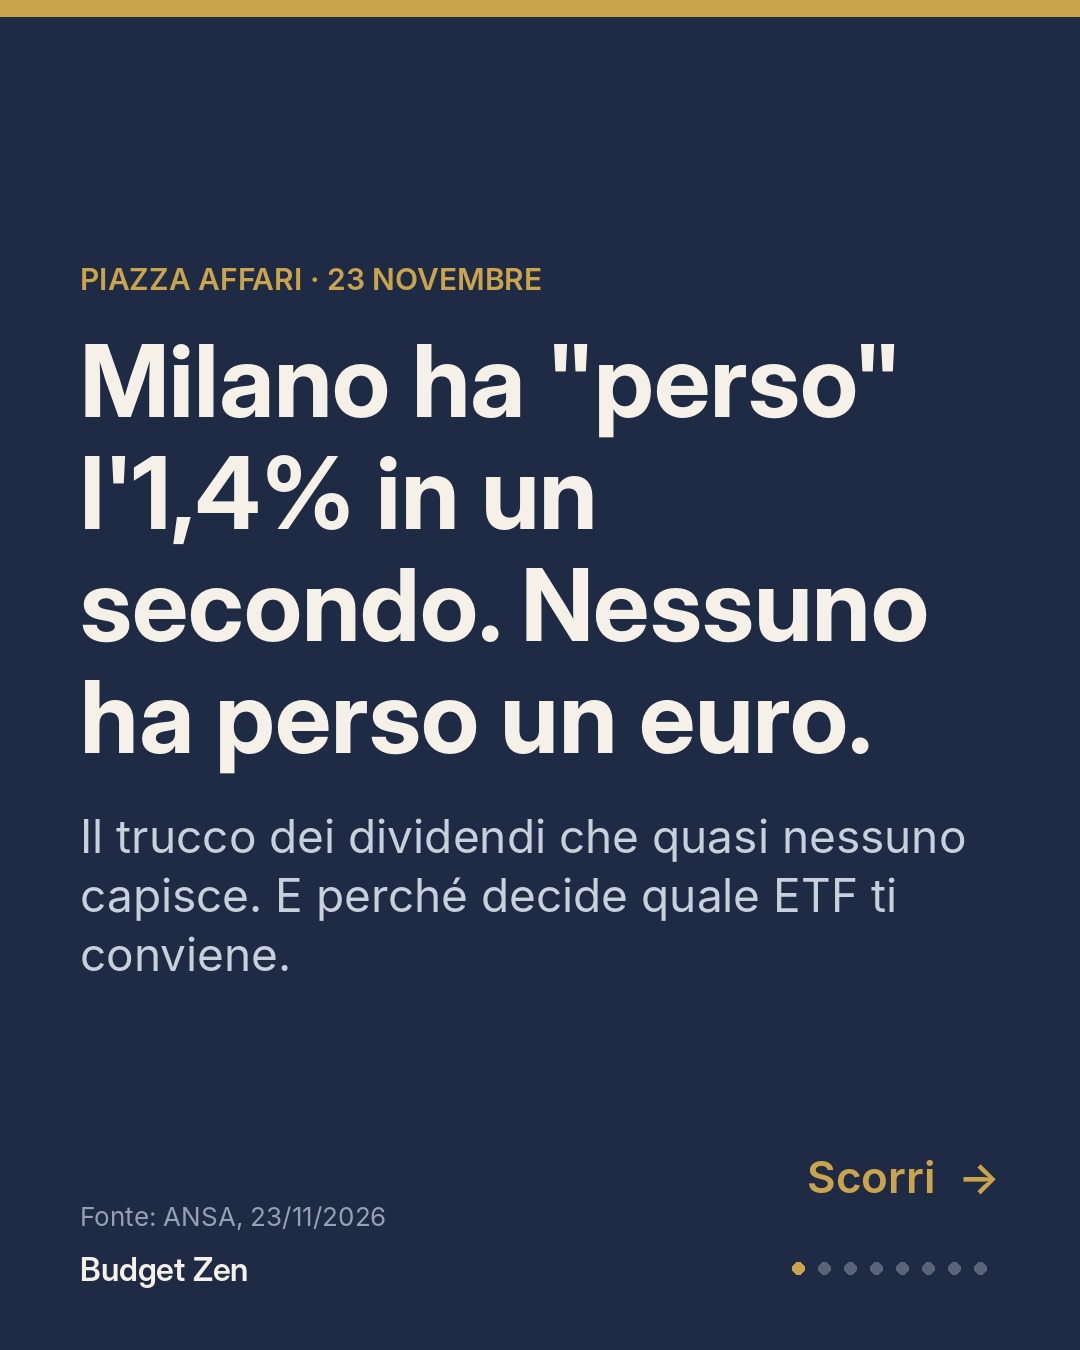 PIAZZA AFFARI · 23 NOVEMBRE
Milano ha "perso"
l'1,4% in un
secondo. Nessuno
ha perso un euro.
Il trucco dei dividendi che quasi nessuno
capisce. E perché decide quale ETF ti
conviene.
Scorri →
Fonte: ANSA, 23/11/2026
Budget Zen